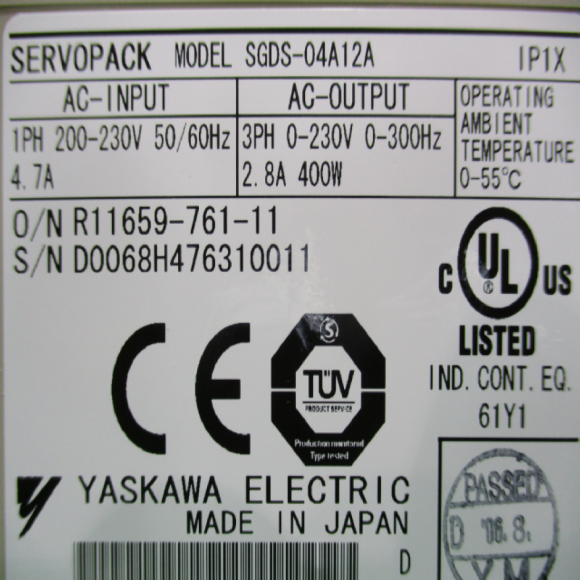 SERVOPACK MODEL SGDS-04A12A IP1X
AC-INPUT AC-OUTPUT
OPERATING
AMBIENT
TEMPERATURE
0-55℃
1PH 200-230V 50/60Hz
4.7A
3PH 0-230V 0-300Hz
2.8A 400W
O/N R11659-761-11
S/N D0068H476310011
C UL US
®
LISTED
IND. CONT. EQ.
61Y1
CE
TÜV
PRODUCT SERVICE
Production monitored
Type tested
YASKAWA ELECTRIC
MADE IN JAPAN
D
PASSED
D '06.8.
YM